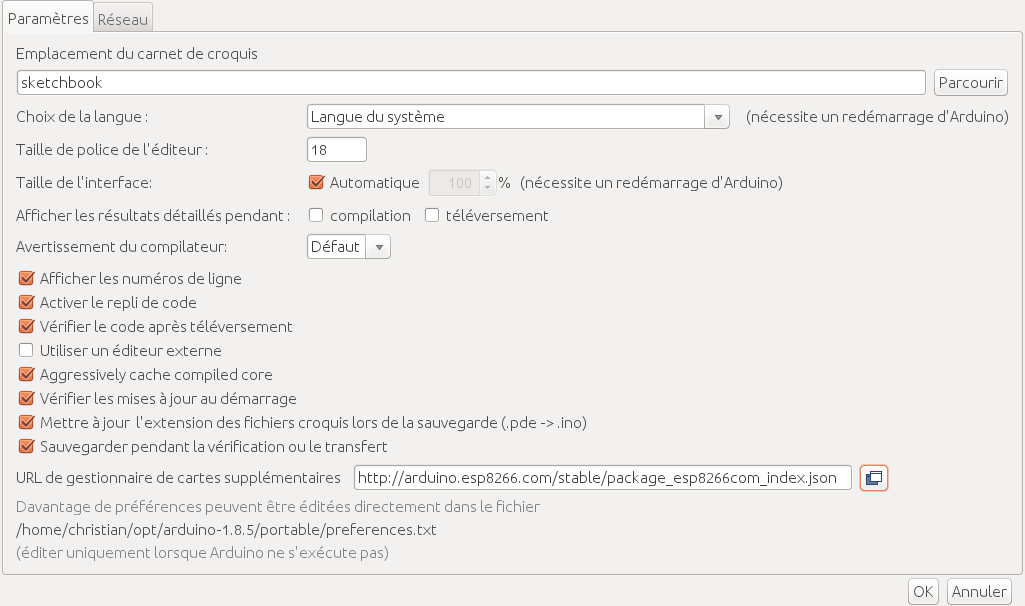 Paramètres Réseau
Emplacement du carnet de croquis
sketchbook Parcourir
Choix de la langue : Langue du système (nécessite un redémarrage d'Arduino)
Taille de police de l'éditeur : 18
Taille de l'interface: Automatique 100 % (nécessite un redémarrage d'Arduino)
Afficher les résultats détaillés pendant : compilation téléversement
Avertissement du compilateur: Défaut
Afficher les numéros de ligne
Activer le repli de code
Vérifier le code après téléversement
Utiliser un éditeur externe
Aggressively cache compiled core
Vérifier les mises à jour au démarrage
Mettre à jour l'extension des fichiers croquis lors de la sauvegarde (.pde -> .ino)
Sauvegarder pendant la vérification ou le transfert
URL de gestionnaire de cartes supplémentaires http://arduino.esp8266.com/stable/package_esp8266com_index.json
Davantage de préférences peuvent être éditées directement dans le fichier
/home/christian/opt/arduino-1.8.5/portable/preferences.txt
(éditer uniquement lorsque Arduino ne s'exécute pas)
OK Annuler